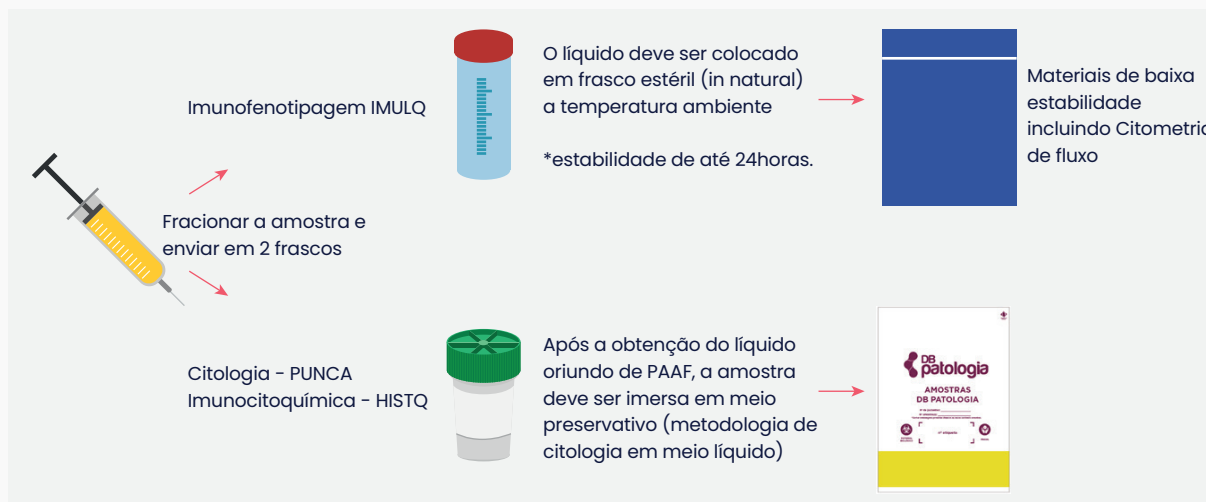 Fracionar a amostra e
enviar em 2 frascos
Imunofenotipagem IMULQ
O líquido deve ser colocado
em frasco estéril (in natural)
a temperatura ambiente
*estabilidade de até 24horas.
Materiais de baixa
estabilidade
incluindo Citometria
de fluxo
Citologia - PUNCA
Imunocitoquímica - HISTQ
Após a obtenção do líquido
oriundo de PAAF, a amostra
deve ser imersa em meio
preservativo (metodologia de
citologia em meio líquido)
DB
patologia
AMOSTRAS
DB PATOLOGIA